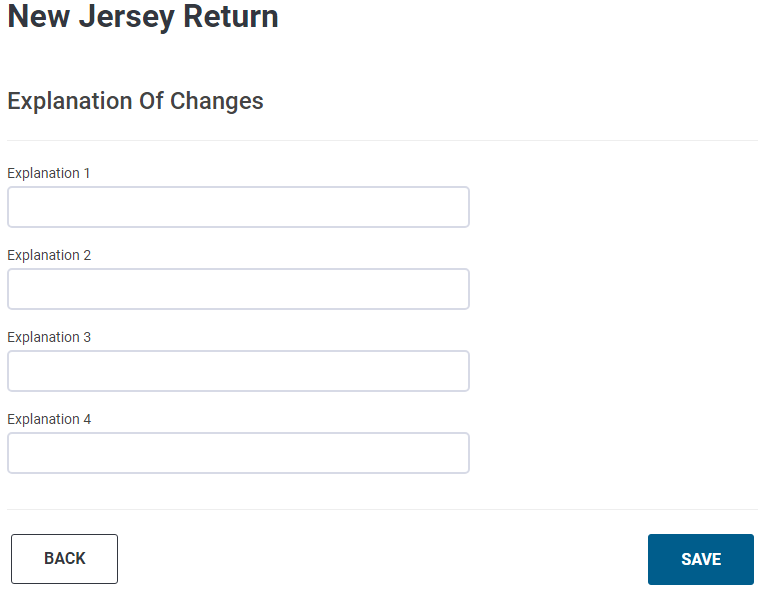 New Jersey Return
Explanation Of Changes
Explanation 1
Explanation 2
Explanation 3
Explanation 4
BACK
SAVE